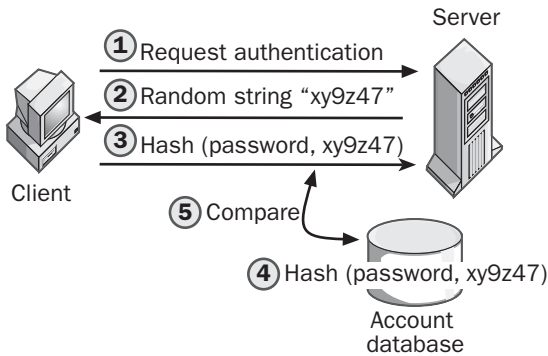 Server
1 Request authentication
2 Random string “xy9z47”
3 Hash (password, xy9z47)
Client
5 Compare
4 Hash (password, xy9z47)
Account
database